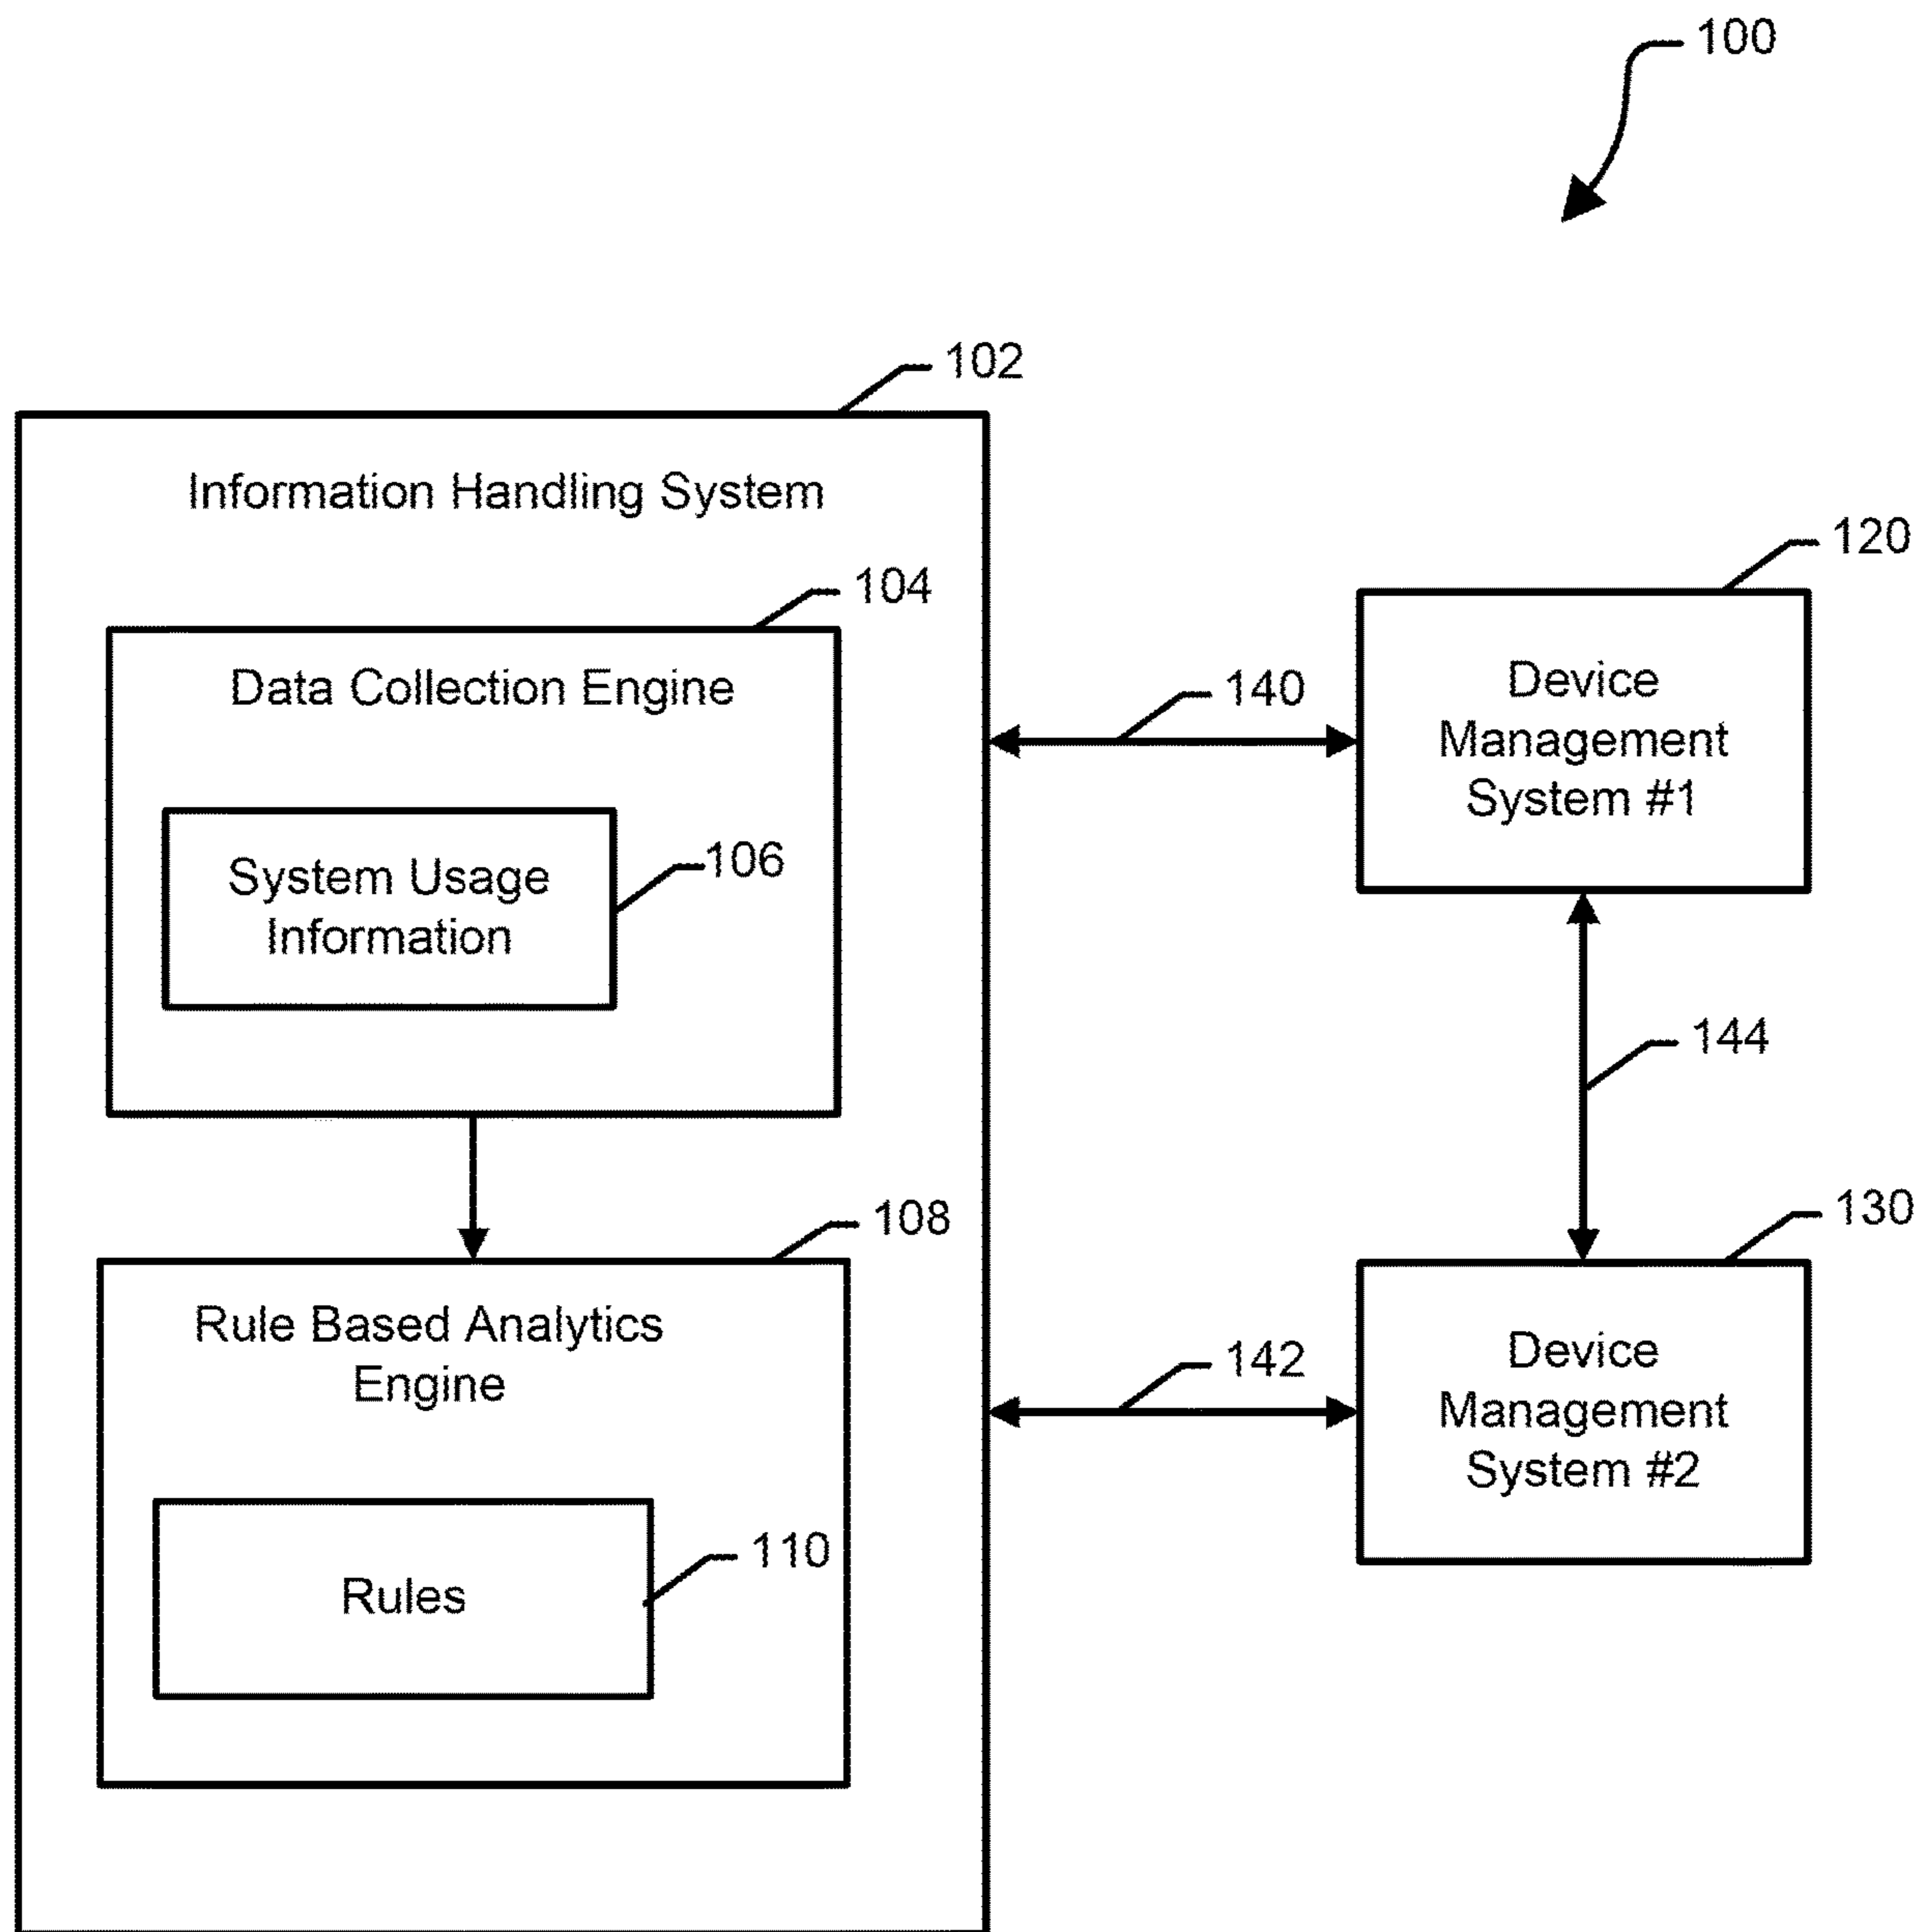 100
102
Information Handling System
104
Data Collection Engine
System Usage
Information
106
108
Rule Based Analytics
Engine
Rules
110
120
Device
Management
System #1
140
144
130
Device
Management
System #2
142